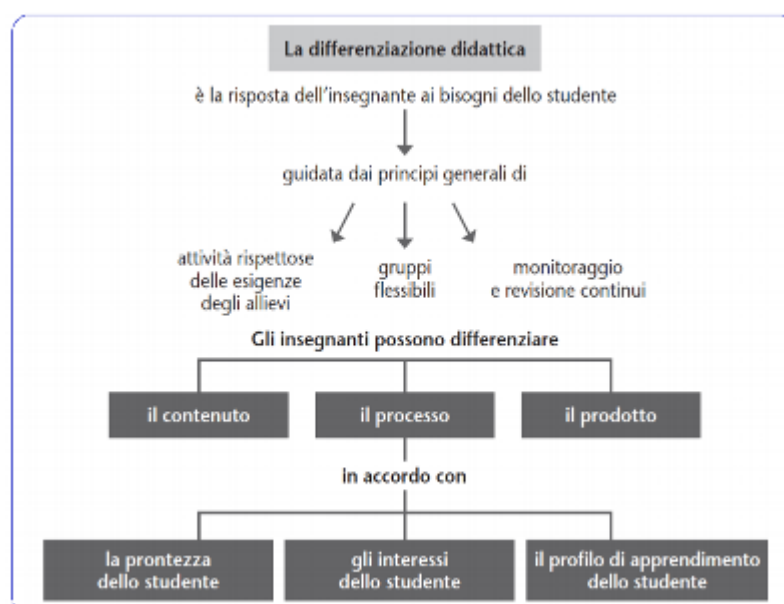 La differenziazione didattica
è la risposta dell'insegnante ai bisogni dello studente
guidata dai principi generali di
attività rispettose
delle esigenze
degli allievi
gruppi
flessibili
monitoraggio
e revisione continui
Gli insegnanti possono differenziare
il contenuto
il processo
il prodotto
in accordo con
la prontezza
dello studente
gli interessi
dello studente
il profilo di apprendimento
dello studente